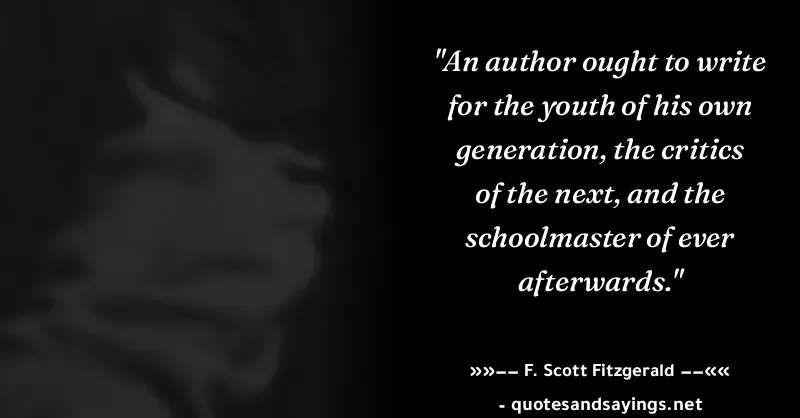 "An author ought to write
for the youth of his own
generation, the critics
of the next, and the
schoolmaster of ever
afterwards."
»»–– F. Scott Fitzgerald ––««
- quotesandsayings.net